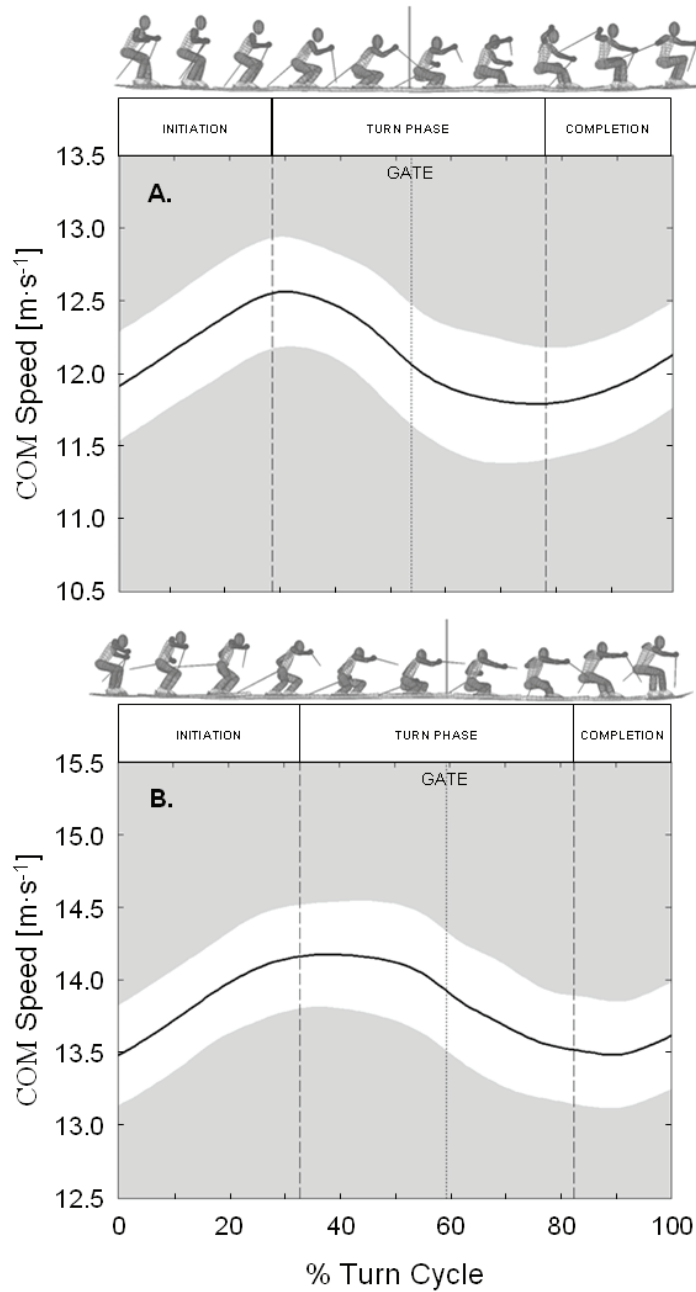 INITIATION TURN PHASE COMPLETION
13.5
GATE
A.
13.0
12.5
12.0
11.5
11.0
10.5
COM Speed [m·s⁻¹]
INITIATION TURN PHASE COMPLETION
15.5
GATE
B.
15.0
14.5
14.0
13.5
13.0
12.5
COM Speed [m·s⁻¹]
0 20 40 60 80 100
% Turn Cycle